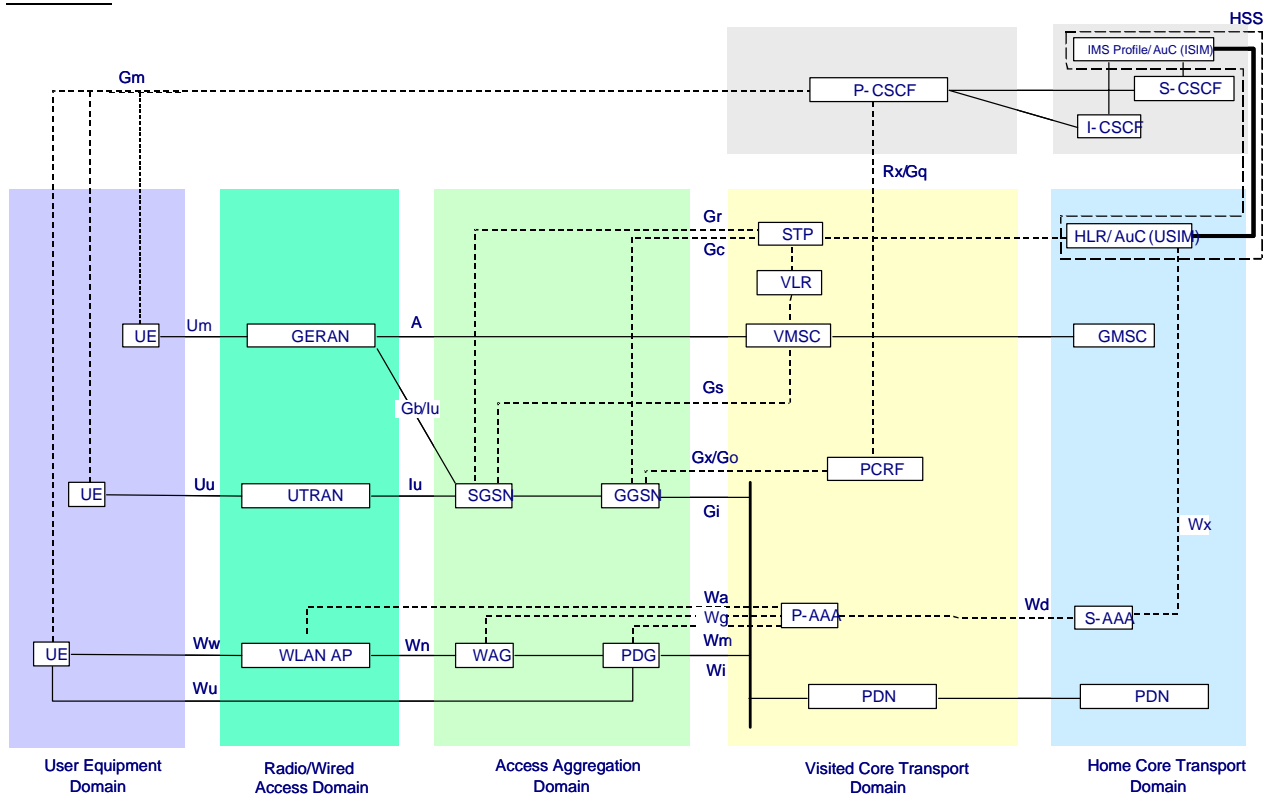 HSS
IMS Profile/AuC (ISIM)
Gm
P-CSCF
S-CSCF
I-CSCF
Rx/Gq
Gr
STP
Gc
HLR/AuC (USIM)
VLR
UE
Um
GERAN
A
VMSC
GMSC
Gs
Gb/Iu
Gx/Go
PCRF
UE
Uu
UTRAN
Iu
SGSN
GGSN
Gi
Wx
Wa
Wg
P-AAA
Wd
S-AAA
UE
Ww
WLAN AP
Wn
WAG
PDG
Wm
Wi
Wu
PDN
PDN
User Equipment
Domain
Radio/Wired
Access Domain
Access Aggregation
Domain
Visited Core Transport
Domain
Home Core Transport
Domain